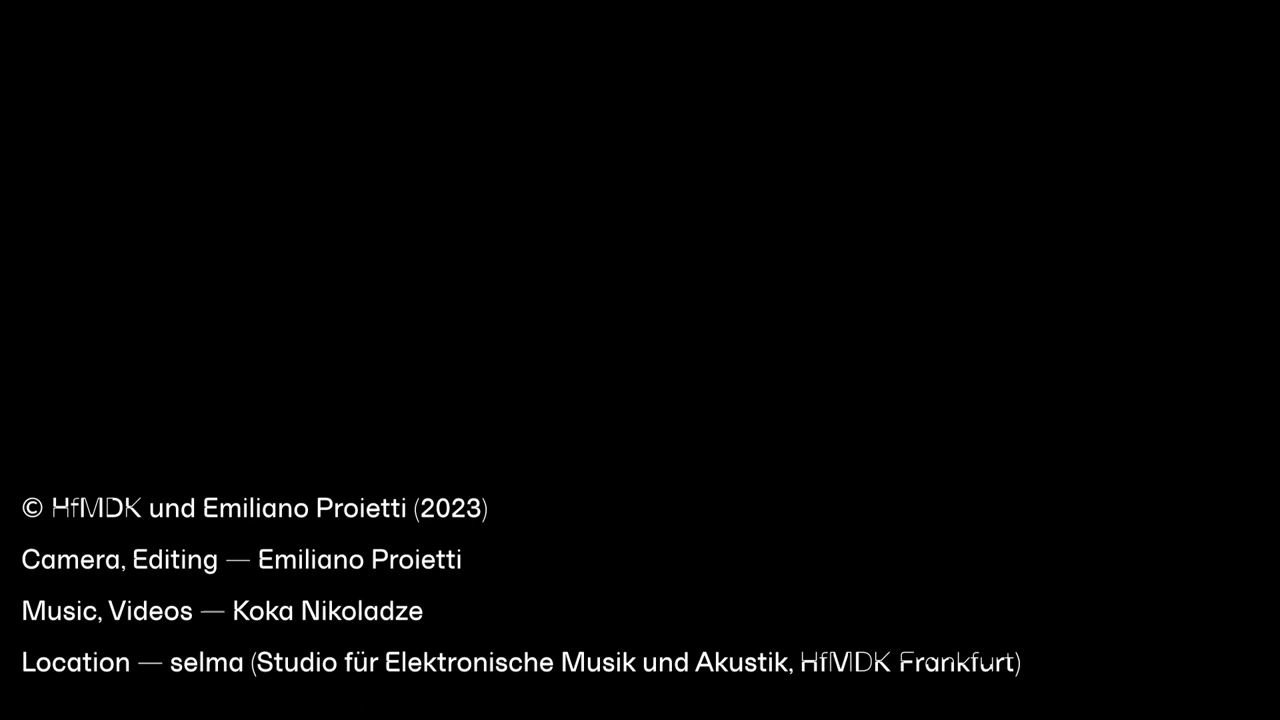 © HfMDK und Emiliano Proietti (2023)
Camera, Editing — Emiliano Proietti
Music, Videos — Koka Nikoladze
Location — selma (Studio für Elektronische Musik und Akustik, HfMDK Frankfurt)